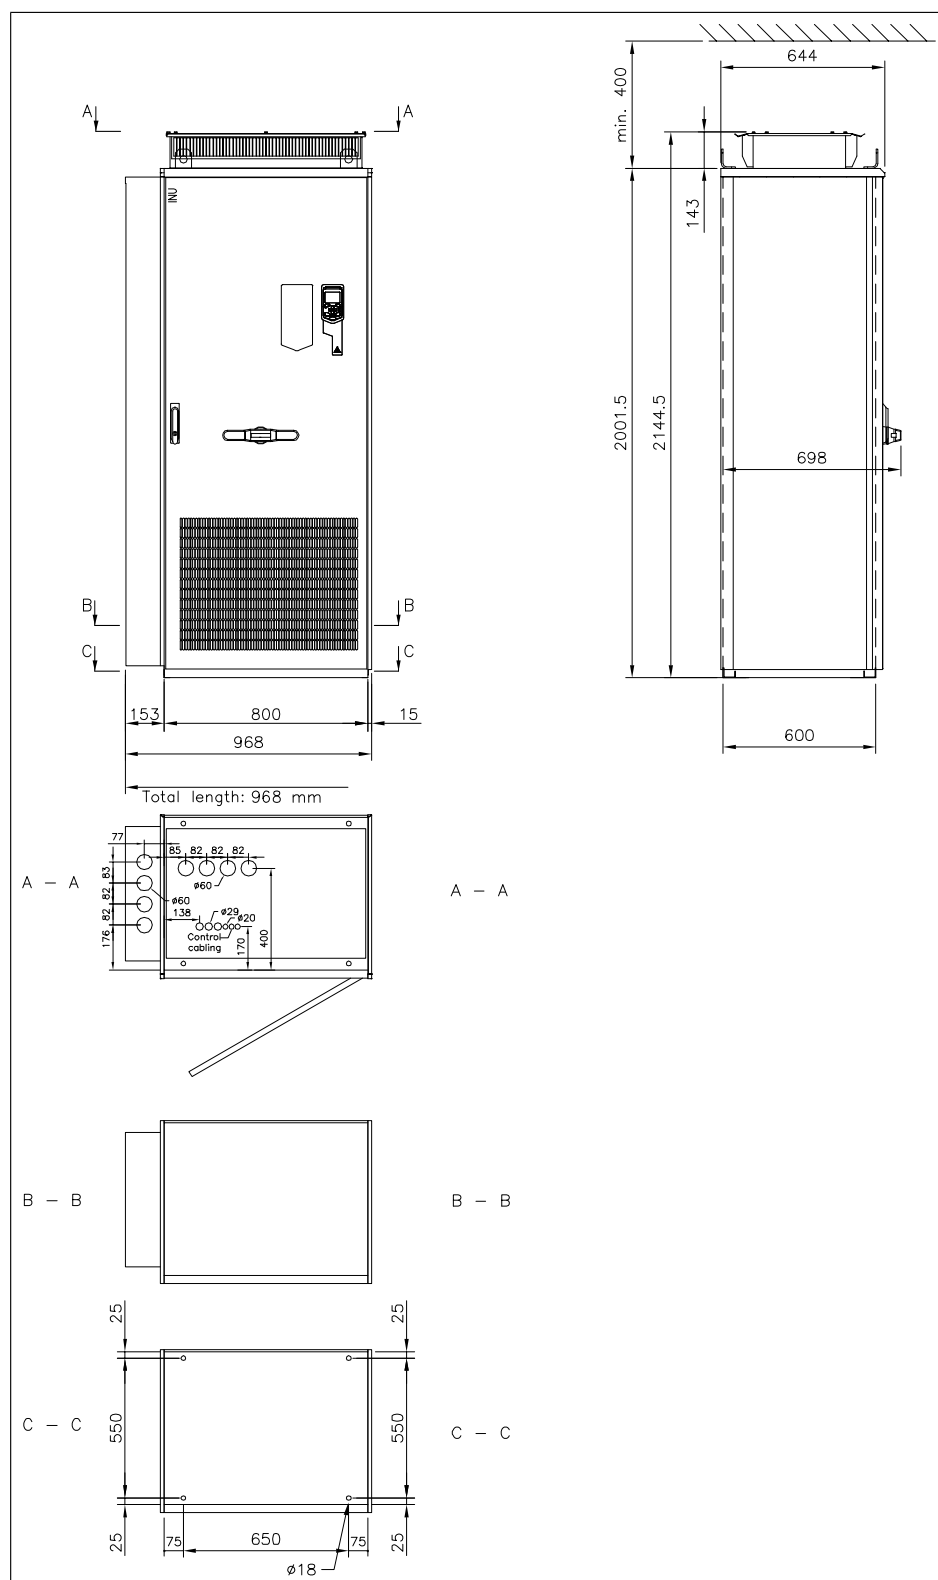 A
A
INU
B
B
C
C
153
800
15
968
Total length: 968 mm
644
min. 400
143
2001.5
2144.5
698
600
A – A
77
85
82
82
82
83
82
82
176
ø60
ø60
138
ø29
ø20
Control
cabling
170
400
A – A
B – B
B – B
C – C
25
550
25
25
550
25
75
650
75
ø18
C – C